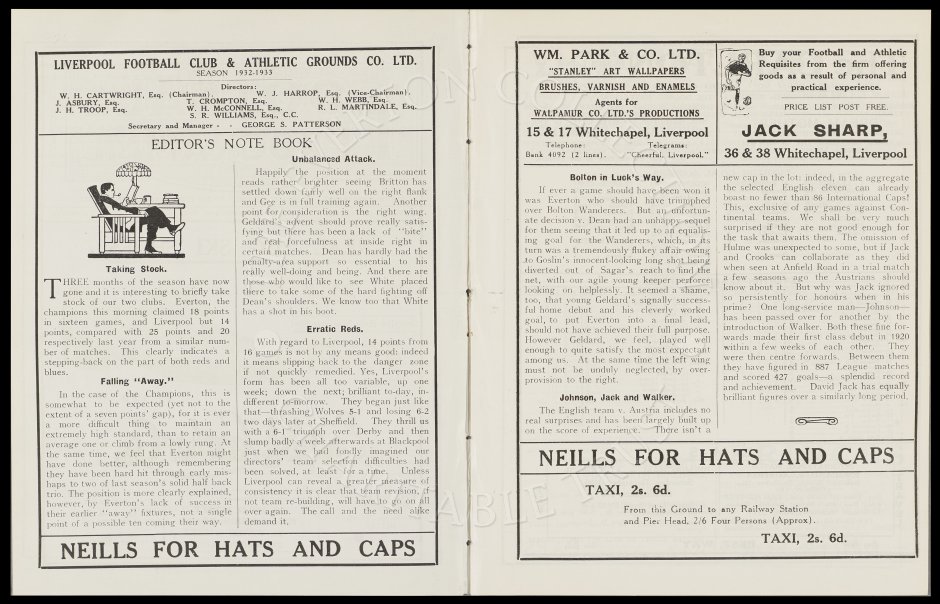 LIVERPOOL FOOTBALL CLUB & ATHLETIC GROUNDS CO. LTD.
SEASON 1932-1933
Directors:
W. H. CARTWRIGHT, Esq. (Chairman). W. J. HARROP, Esq. (Vice-Chairman).
J. ASBURY, Esq. T. CROMPTON, Esq. W. H. WEBB, Esq.
J. H. TROOP, Esq. W. H. McCONNELL, Esq. R. L. MARTINDALE, Esq.
S. R. WILLIAMS, Esq., C.C.
Secretary and Manager - - GEORGE S. PATTERSON
EDITOR'S NOTE BOOK
Taking Stock.
THREE months of the season have now
gone and it is interesting to briefly take
stock of our two clubs. Everton, the
champions this morning claimed 18 points
in sixteen games, and Liverpool but 14
points, compared with 25 points and 20
respectively last year from a similar num-
ber of matches. This clearly indicates a
stepping-back on the part of both reds and
blues.
Falling "Away."
In the case of the Champions, this is
somewhat to be expected (yet not to the
extent of a seven points' gap), for it is ever
a more difficult thing to maintain an
extremely high standard, than to retain an
average one or climb from a lowly rung. At
the same time, we feel that Everton might
have done better, although remembering
they have been hard hit through early mis-
haps to two of last season's solid half back
trio. The position is more clearly explained,
however, by Everton's lack of success in
their earlier "away" fixtures, not a single
point of a possible ten coming their way.
Unbalanced Attack.
Happily the position at the moment
reads rather brighter seeing Britton has
settled down fairly well on the right flank
and Gee is in full training again. Another
point for consideration is the right wing.
Geldard's advent should prove really satis-
fying but there has been a lack of "bite"
and real forcefulness at inside right in
certain matches. Dean has hardly had the
penalty-area support so essential to his
really well-doing and being. And there are
those who would like to see White placed
there to take some of the hard fighting off
Dean's shoulders. We know too that White
has a shot in his boot.
Erratic Reds.
With regard to Liverpool, 14 points from
16 games is not by any means good: indeed
it means slipping back to the danger zone
if not quickly remedied. Yes, Liverpool's
form has been all too variable, up one
week; down the next; brilliant to-day, in-
different to-morrow. They began just like
that—thrashing Wolves 5-1 and losing 6-2
two days later at Sheffield. They thrill us
with a 6-1 triumph over Derby and then
slump badly a week afterwards at Blackpool
just when we had fondly imagined our
directors' team selection difficulties had
been solved, at least for a time. Unless
Liverpool can reveal a greater measure of
consistency it is clear that team revision, if
not team re-building, will have to go on all
over again. The call and the need alike
demand it.
NEILLS FOR HATS AND CAPS
WM. PARK & CO. LTD.
"STANLEY" ART WALLPAPERS
BRUSHES, VARNISH AND ENAMELS
Agents for
WALPAMUR CO. LTD.'S PRODUCTIONS
15 & 17 Whitechapel, Liverpool
Telephone: Telegrams:
Bank 4092 (2 lines). "Cheerful, Liverpool."
Buy your Football and Athletic
Requisites from the firm offering
goods as a result of personal and
practical experience.
PRICE LIST POST FREE.
JACK SHARP,
36 & 38 Whitechapel, Liverpool
Bolton in Luck's Way.
If ever a game should have been won it
was Everton who should have triumphed
over Bolton Wanderers. But an unfortun-
ate decision v. Dean had an unhappy sequel
for them seeing that it led up to an equalis-
ing goal for the Wanderers, which, in its
turn was a tremendously flukey affair owing
to Goslin's innocent-looking long shot being
diverted out of Sagar's reach to find the
net, with our agile young keeper perforce
looking on helplessly. It seemed a shame,
too, that young Geldard's signally success-
ful home debut and his cleverly worked
goal, to put Everton into a final lead,
should not have achieved their full purpose.
However Geldard, we feel, played well
enough to quite satisfy the most expectant
among us. At the same time the left wing
must not be unduly neglected, by over-
provision to the right.
Johnson, Jack and Walker.
The English team v. Austria includes no
real surprises and has been largely built up
on the score of experience. There isn't a
new cap in the lot: indeed, in the aggregate
the selected English eleven can already
boast no fewer than 86 International Caps!
This, exclusive of any games against Con-
tinental teams. We shall be very much
surprised if they are not good enough for
the task that awaits them. The omission of
Hulme was unexpected to some, but if Jack
and Crooks can collaborate as they did
when seen at Anfield Road in a trial match
a few seasons ago the Austrians should
know about it. But why was Jack ignored
so persistently for honours when in his
prime? One long-service man—Johnson—
has been passed over for another by the
introduction of Walker. Both these fine for-
wards made their first class debut in 1920
within a few weeks of each other. They
were then centre forwards. Between them
they have figured in 887 League matches
and scored 427 goals—a splendid record
and achievement. David Jack has equally
brilliant figures over a similarly long period.
NEILLS FOR HATS AND CAPS
TAXI, 2s. 6d.
From this Ground to any Railway Station
and Pier Head, 2/6 Four Persons (Approx).
TAXI, 2s. 6d.